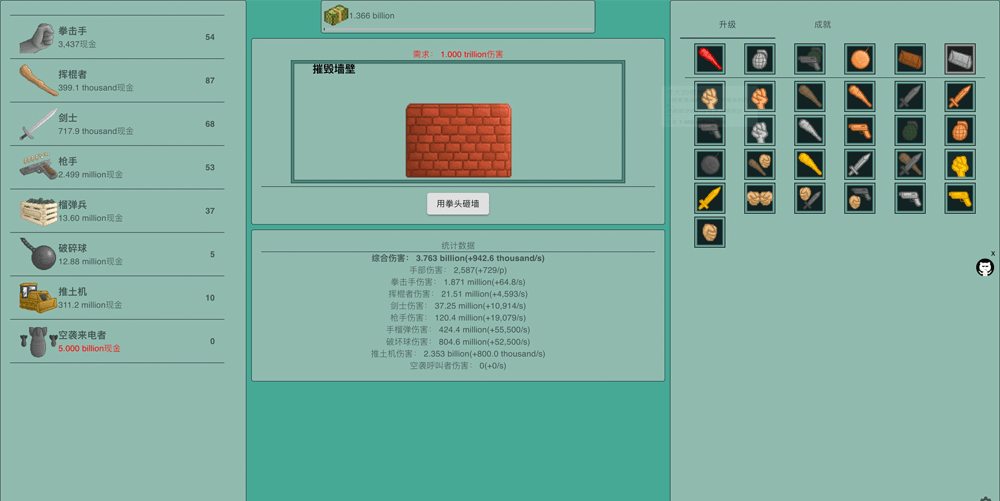 拳击手
54
3,437现金
挥棍者
87
399.1 thousand现金
剑士
68
717.9 thousand现金
枪手
53
2.499 million现金
榴弹兵
37
13.60 million现金
破碎球
5
12.88 million现金
推土机
10
311.2 million现金
空袭来电者
0
5.000 billion现金
1.366 billion
需求： 1.000 trillion伤害
摧毁墙壁
用拳头砸墙
统计数据
综合伤害： 3.763 billion(+942.6 thousand/s)
手部伤害： 2,587(+729/p)
拳击手伤害： 1.871 million(+64.8/s)
挥棍者伤害： 21.51 million(+4,593/s)
剑士伤害： 37.25 million(+10,914/s)
枪手伤害： 120.4 million(+19,079/s)
手榴弹伤害： 424.4 million(+55,500/s)
破坏球伤害： 804.6 million(+52,500/s)
推土机伤害： 2.353 billion(+800.0 thousand/s)
空袭呼叫者伤害： 0(+0/s)
升级
成就
x